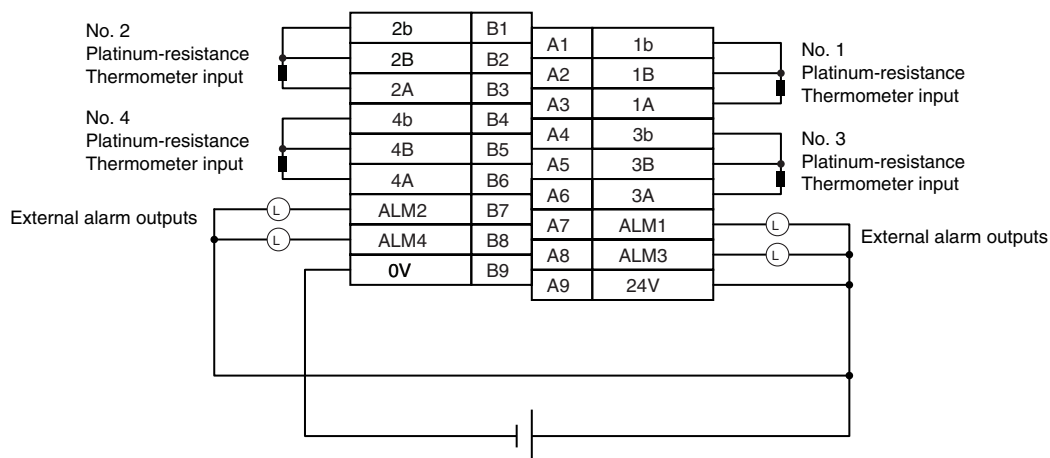 No. 2
Platinum-resistance
Thermometer input
No. 4
Platinum-resistance
Thermometer input
External alarm outputs
L
L
2b B1
2B B2
2A B3
4b B4
4B B5
4A B6
ALM2 B7
ALM4 B8
0V B9
A1 1b
A2 1B
A3 1A
A4 3b
A5 3B
A6 3A
A7 ALM1
A8 ALM3
A9 24V
No. 1
Platinum-resistance
Thermometer input
No. 3
Platinum-resistance
Thermometer input
L
L
External alarm outputs